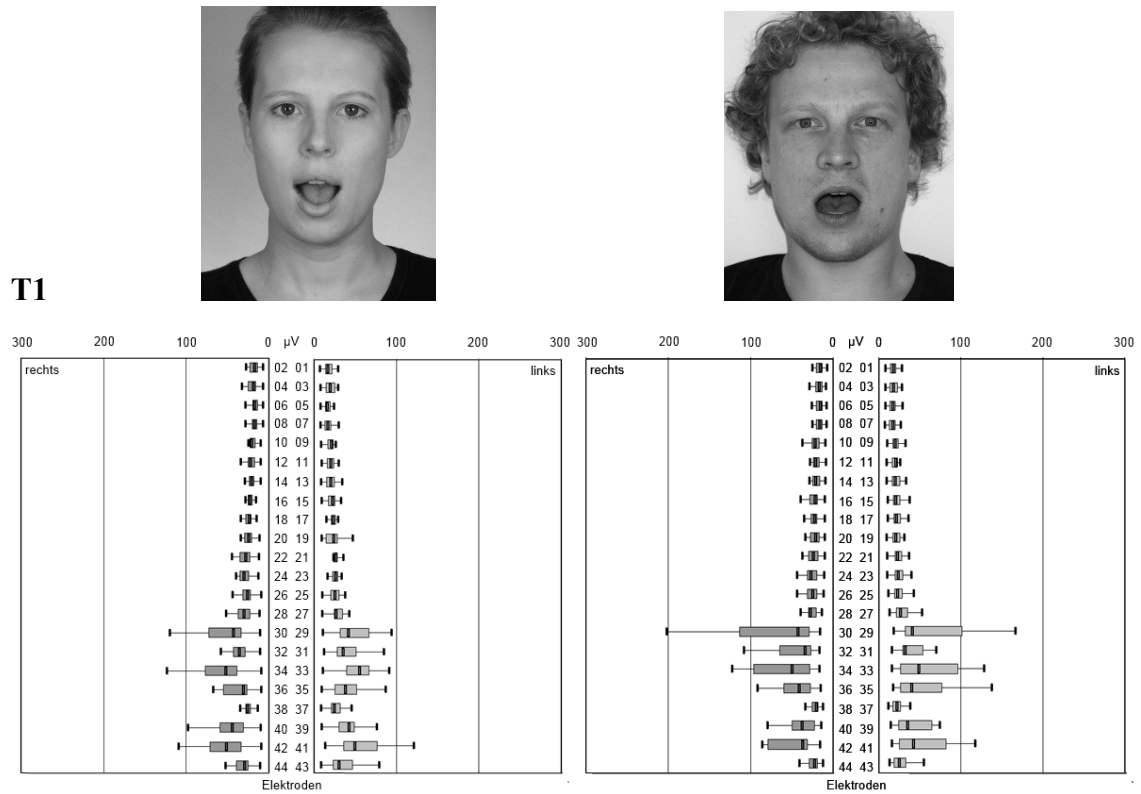 T1
300 200 100 0 µV 0 100 200 300 300 200 100 0 µV 0 100 200 300
rechts links rechts links
02 01 02 01
04 03 04 03
06 05 06 05
08 07 08 07
10 09 10 09
12 11 12 11
14 13 14 13
16 15 16 15
18 17 18 17
20 19 20 19
22 21 22 21
24 23 24 23
26 25 26 25
28 27 28 27
30 29 30 29
32 31 32 31
34 33 34 33
36 35 36 35
38 37 38 37
40 39 40 39
42 41 42 41
44 43 44 43
Elektroden Elektroden